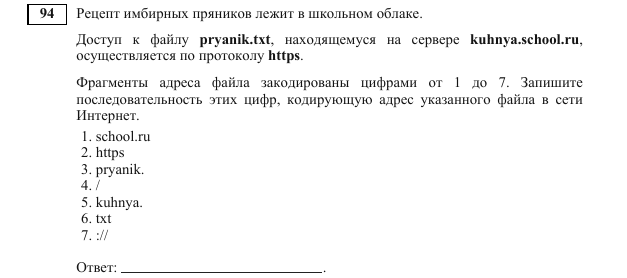 94 Рецепт имбирных пряников лежит в школьном облаке.
Доступ к файлу pryanik.txt, находящемуся на сервере kuhnya.school.ru,
осуществляется по протоколу https.
Фрагменты адреса файла закодированы цифрами от 1 до 7. Запишите
последовательность этих цифр, кодирующую адрес указанного файла в сети
Интернет.
1. school.ru
2. https
3. pryanik.
4. /
5. kuhnya.
6. txt
7. ://
Ответ: ____________________________.